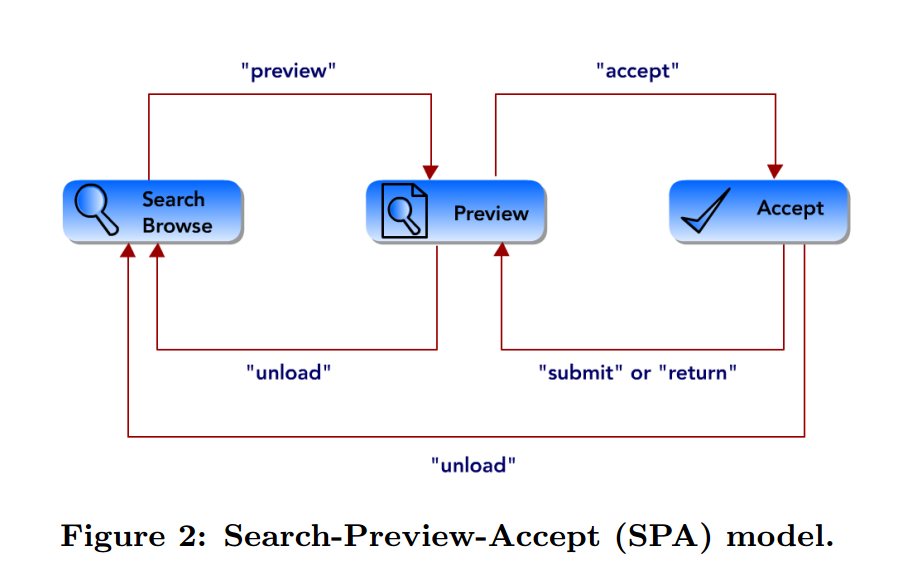 "preview"
"accept"
Search
Browse
Preview
Accept
"unload"
"submit" or "return"
"unload"
Figure 2: Search-Preview-Accept (SPA) model.